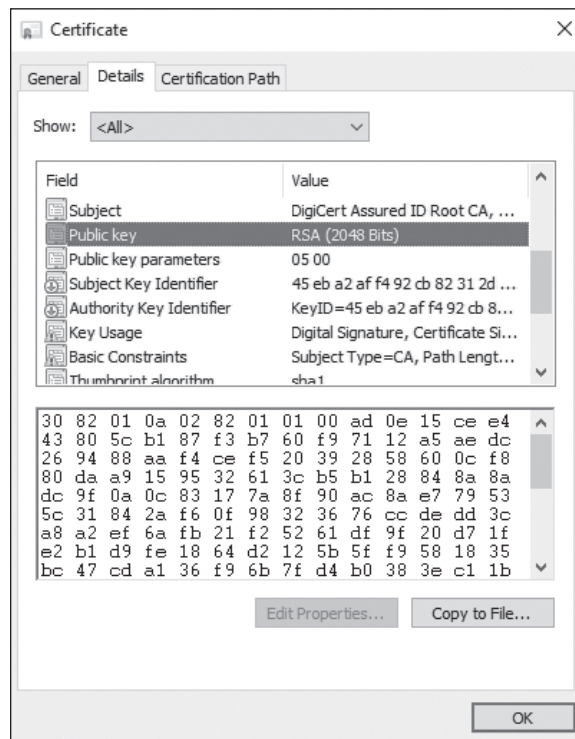 Certificate
General Details Certification Path
Show: <All>
Field Value
Subject DigiCert Assured ID Root CA, ...
Public key RSA (2048 Bits)
Public key parameters 05 00
Subject Key Identifier 45 eb a2 af f4 92 cb 82 31 2d ...
Authority Key Identifier KeyID=45 eb a2 af f4 92 cb 8...
Key Usage Digital Signature, Certificate Si...
Basic Constraints Subject Type=CA, Path Lengt...
Thumbprint algorithm sha1
30 82 01 0a 02 82 01 01 00 ad 0e 15 ce e4
43 80 5c b1 87 f3 b7 60 f9 71 12 a5 ae dc
26 94 88 aa f4 ce f5 20 39 28 58 60 0c f8
80 da a9 15 95 32 61 3c b5 b1 28 84 8a 8a
dc 9f 0a 0c 83 17 7a 8f 90 ac 8a e7 79 53
5c 31 84 2a f6 0f 98 32 36 76 cc de dd 3c
a8 a2 ef 6a fb 21 f2 52 61 df 9f 20 d7 1f
e2 b1 d9 fe 18 64 d2 12 5b 5f f9 58 18 35
bc 47 cd a1 36 f9 6b 7f d4 b0 38 3e c1 1b
Edit Properties... Copy to File...
OK